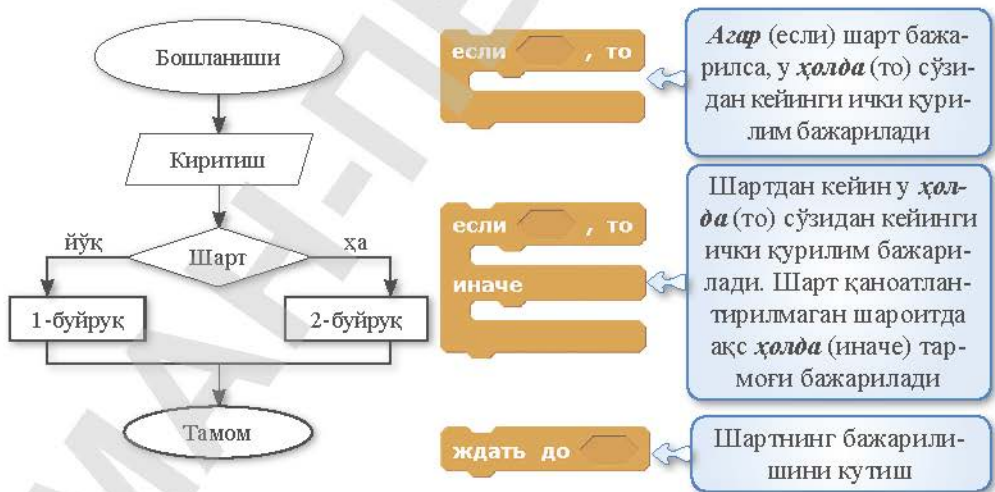 Бошланиши
Киритиш
Шарт
йўқ
ҳа
1-буйруқ
2-буйруқ
Тамом
если , то
Агар (если) шарт бажа-
рилса, у ҳолда (то) сўзи-
дан кейинги ички қури-
лим бажарилади
если , то
иначе
Шартдан кейин у ҳол-
да (то) сўзидан кейинги
ички қурилим бажари-
лади. Шарт қаноатлан-
тирилмаган шароитда
ақс ҳолда (иначе) тар-
моғи бажарилади
ждать до
Шартнинг бажарили-
шини кутиш